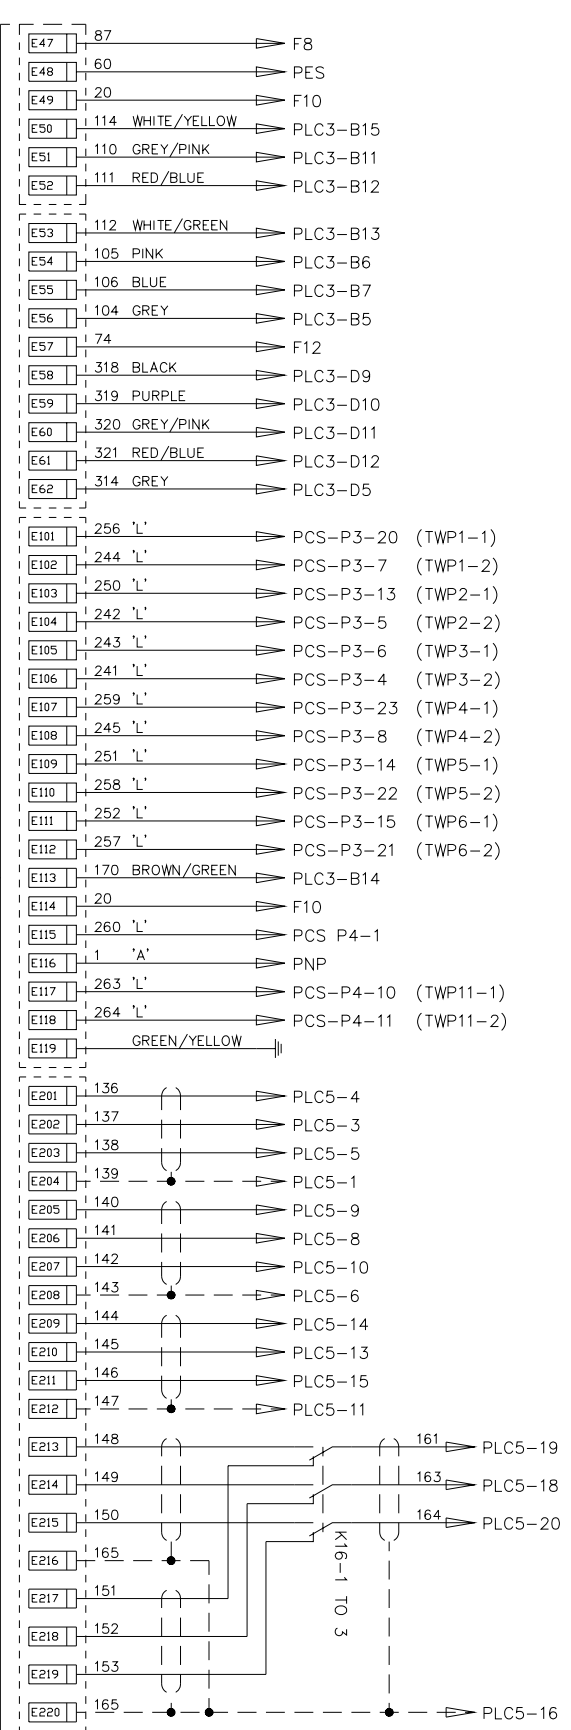 E47 87 F8
E48 60 PES
E49 20 F10
E50 114 WHITE/YELLOW PLC3-B15
E51 110 GREY/PINK PLC3-B11
E52 111 RED/BLUE PLC3-B12
E53 112 WHITE/GREEN PLC3-B13
E54 105 PINK PLC3-B6
E55 106 BLUE PLC3-B7
E56 104 GREY PLC3-B5
E57 74 F12
E58 318 BLACK PLC3-D9
E59 319 PURPLE PLC3-D10
E60 320 GREY/PINK PLC3-D11
E61 321 RED/BLUE PLC3-D12
E62 314 GREY PLC3-D5
E101 256 'L' PCS-P3-20 (TWP1-1)
E102 244 'L' PCS-P3-7 (TWP1-2)
E103 250 'L' PCS-P3-13 (TWP2-1)
E104 242 'L' PCS-P3-5 (TWP2-2)
E105 243 'L' PCS-P3-6 (TWP3-1)
E106 241 'L' PCS-P3-4 (TWP3-2)
E107 259 'L' PCS-P3-23 (TWP4-1)
E108 245 'L' PCS-P3-8 (TWP4-2)
E109 251 'L' PCS-P3-14 (TWP5-1)
E110 258 'L' PCS-P3-22 (TWP5-2)
E111 252 'L' PCS-P3-15 (TWP6-1)
E112 257 'L' PCS-P3-21 (TWP6-2)
E113 170 BROWN/GREEN PLC3-B14
E114 20 F10
E115 260 'L' PCS P4-1
E116 1 'A' PNP
E117 263 'L' PCS-P4-10 (TWP11-1)
E118 264 'L' PCS-P4-11 (TWP11-2)
E119 GREEN/YELLOW
E201 136 PLC5-4
E202 137 PLC5-3
E203 138 PLC5-5
E204 139 PLC5-1
E205 140 PLC5-9
E206 141 PLC5-8
E207 142 PLC5-10
E208 143 PLC5-6
E209 144 PLC5-14
E210 145 PLC5-13
E211 146 PLC5-15
E212 147 PLC5-11
E213 148 161 PLC5-19
E214 149 163 PLC5-18
E215 150 164 PLC5-20
K16-1 TO 3
E216 165
E217 151
E218 152
E219 153
E220 165 PLC5-16